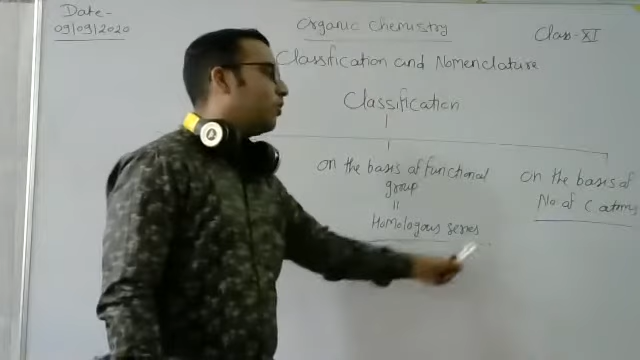 Date-
09/09/2020
Organic Chemistry
Class-XI
Classification and Nomenclature
Classification
on the basis of functional
group
=
Homologous series
on the basis of
No. of C atoms